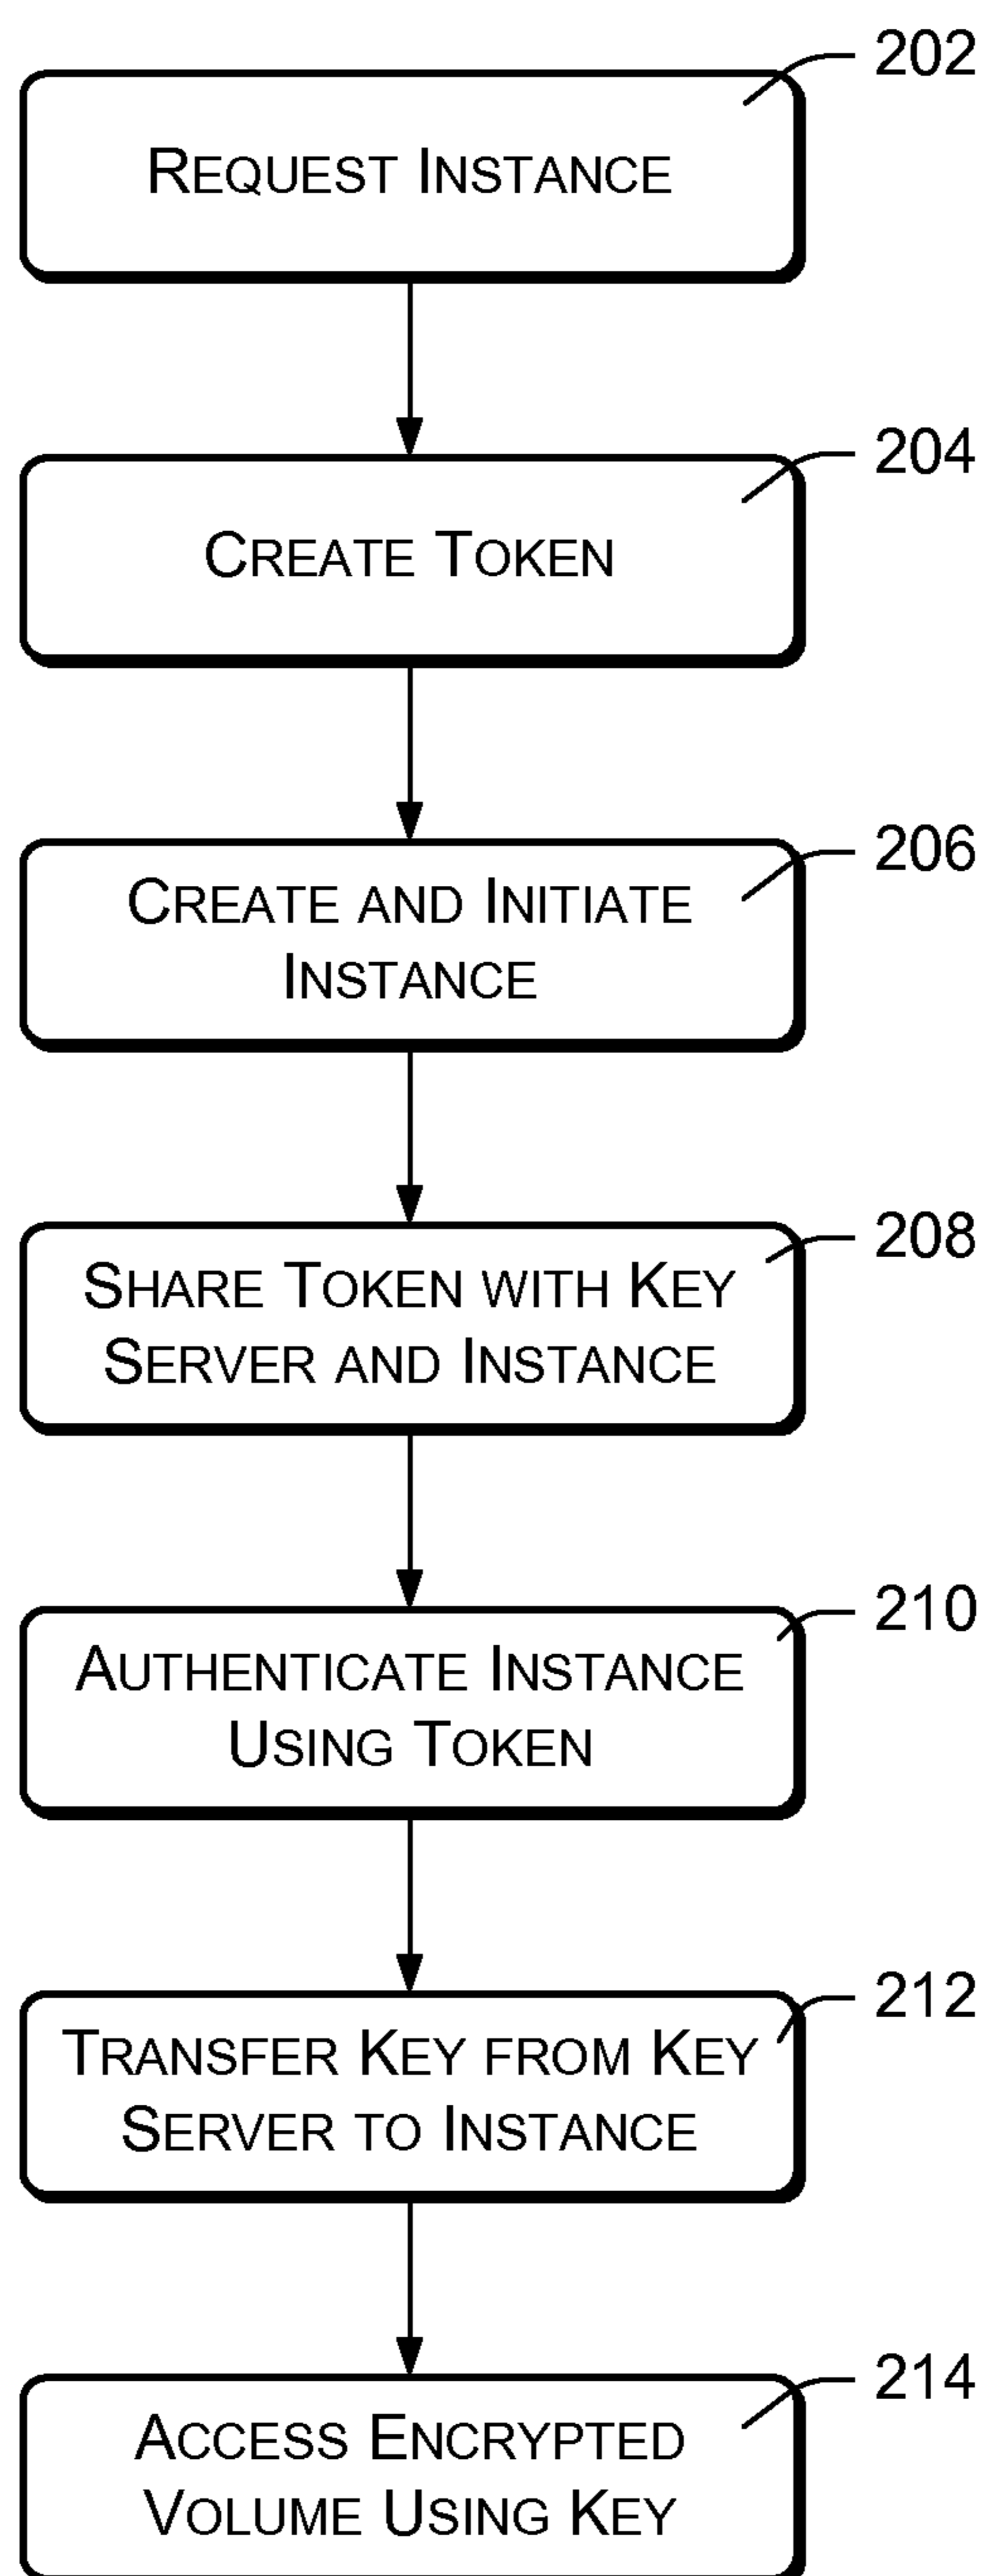 202
REQUEST INSTANCE
204
CREATE TOKEN
206
CREATE AND INITIATE
INSTANCE
208
SHARE TOKEN WITH KEY
SERVER AND INSTANCE
210
AUTHENTICATE INSTANCE
USING TOKEN
212
TRANSFER KEY FROM KEY
SERVER TO INSTANCE
214
ACCESS ENCRYPTED
VOLUME USING KEY